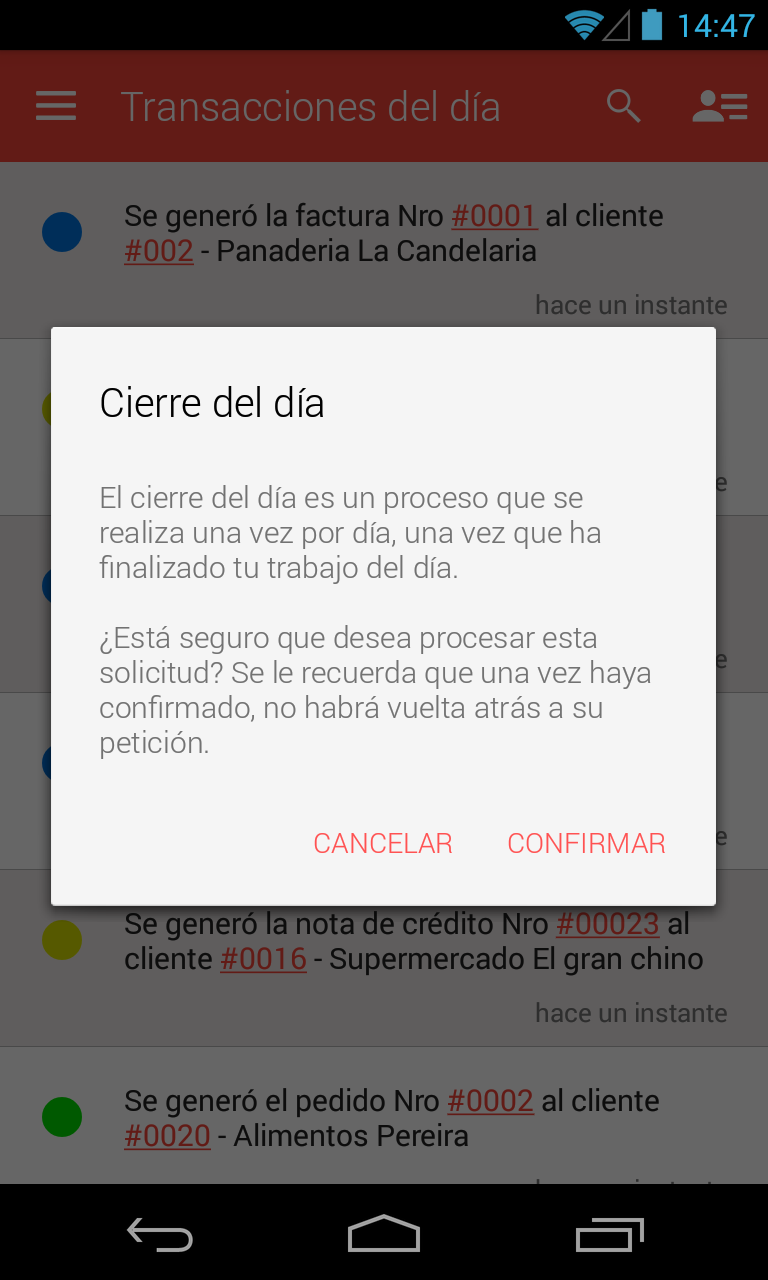 14:47
Transacciones del día
Se generó la factura Nro #0001 al cliente
#002 - Panaderia La Candelaria
hace un instante
Cierre del día
El cierre del día es un proceso que se
realiza una vez por día, una vez que ha
finalizado tu trabajo del día.
¿Está seguro que desea procesar esta
solicitud? Se le recuerda que una vez haya
confirmado, no habrá vuelta atrás a su
petición.
CANCELAR CONFIRMAR
Se generó la nota de crédito Nro #00023 al
cliente #0016 - Supermercado El gran chino
hace un instante
Se generó el pedido Nro #0002 al cliente
#0020 - Alimentos Pereira